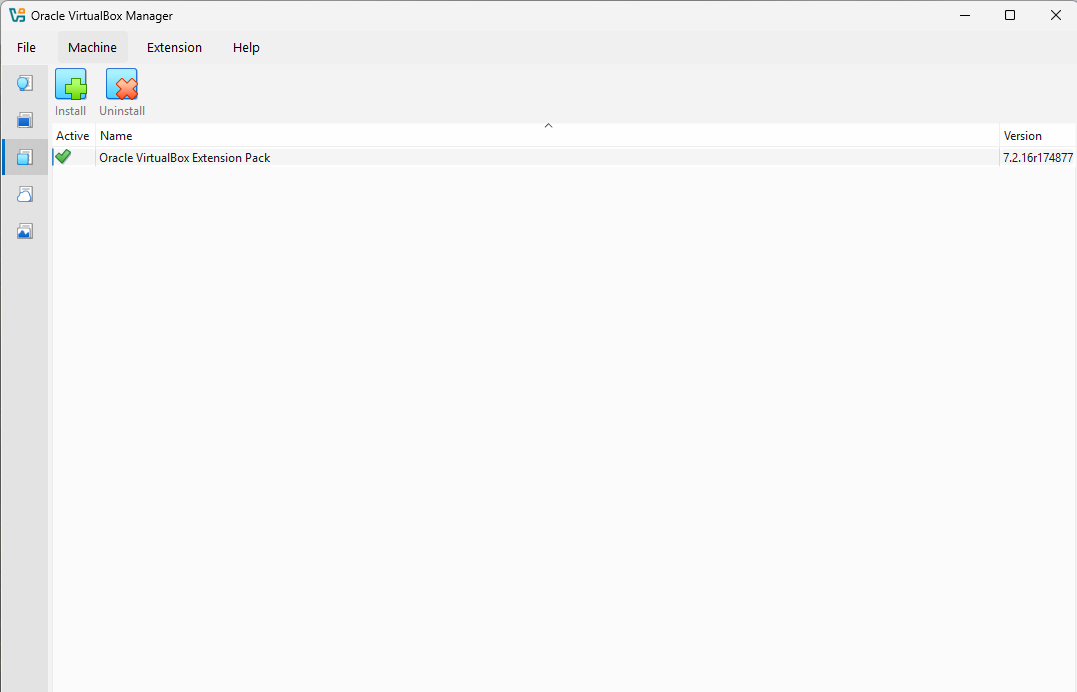 Oracle VirtualBox Manager
File Machine Extension Help
Install Uninstall
Active Name Version
Oracle VirtualBox Extension Pack 7.2.16r174877